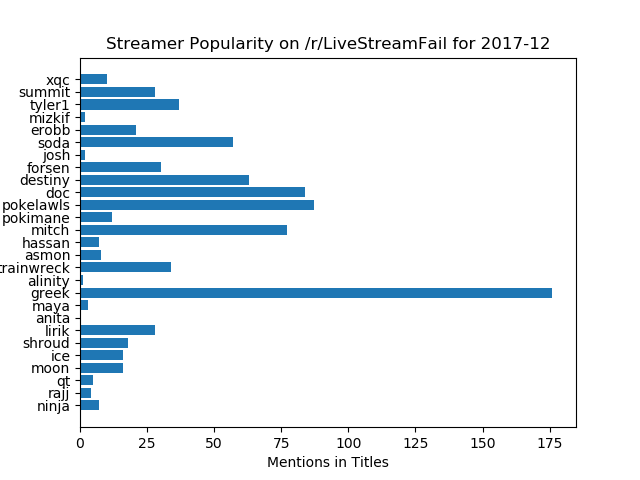 Streamer Popularity on /r/LiveStreamFail for 2017-12
xqc
summit
tyler1
mizkif
erobb
soda
josh
forsen
destiny
doc
pokelawls
pokimane
mitch
hassan
asmon
trainwreck
alinity
greek
maya
anita
lirik
shroud
ice
moon
qt
rajj
ninja
0 25 50 75 100 125 150 175
Mentions in Titles